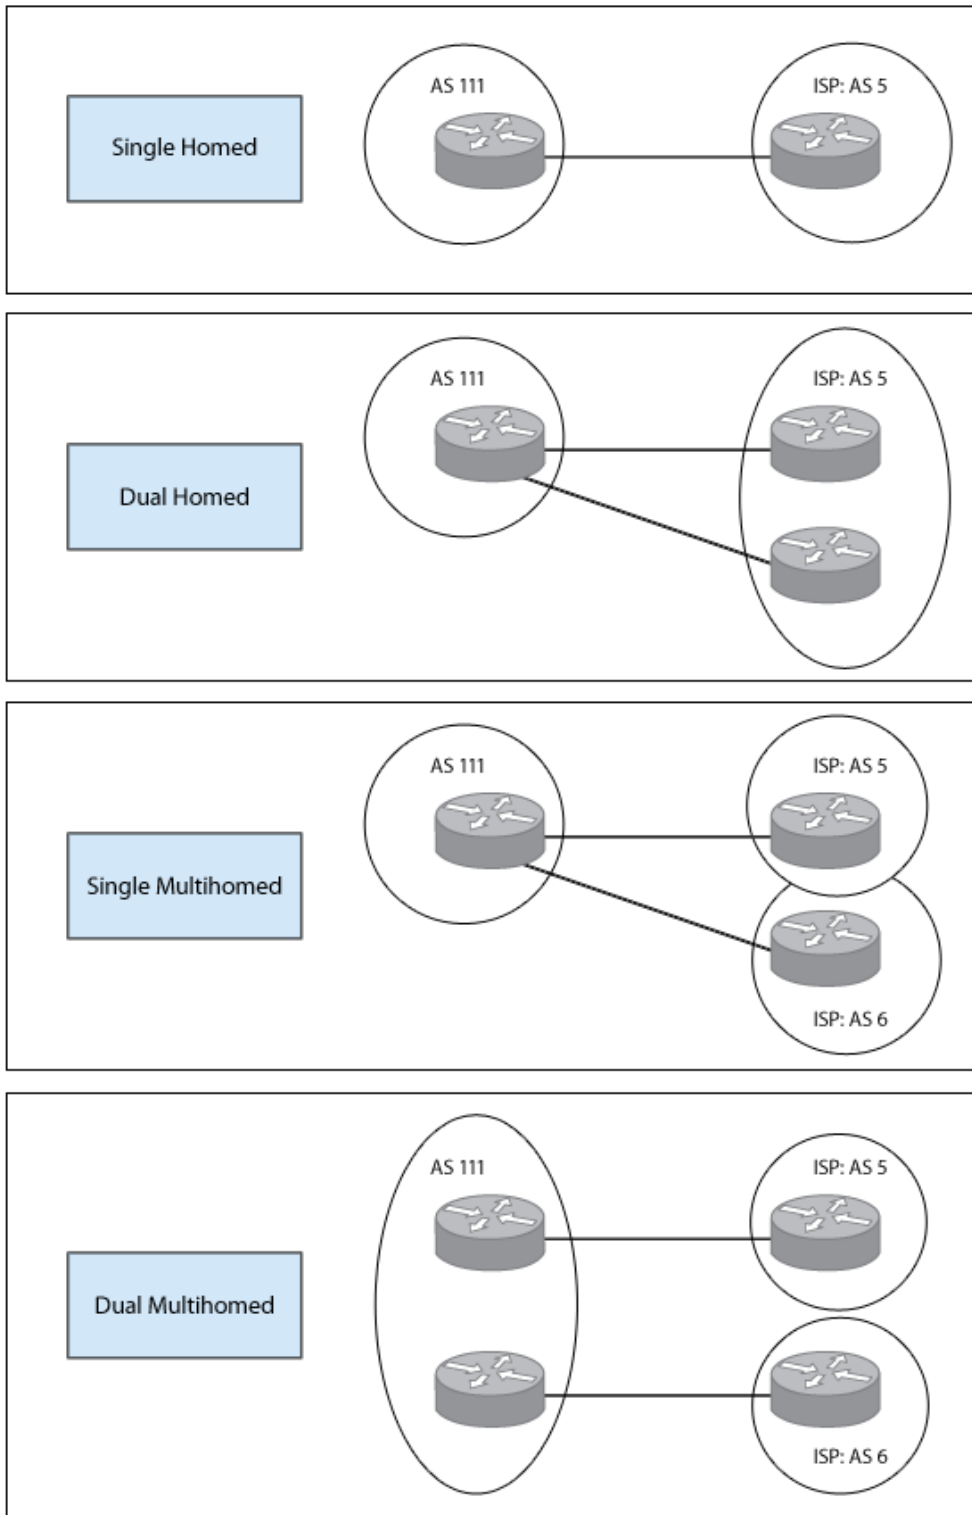 Single Homed
AS 111
ISP: AS 5
Dual Homed
AS 111
ISP: AS 5
Single Multihomed
AS 111
ISP: AS 5
ISP: AS 6
Dual Multihomed
AS 111
ISP: AS 5
ISP: AS 6